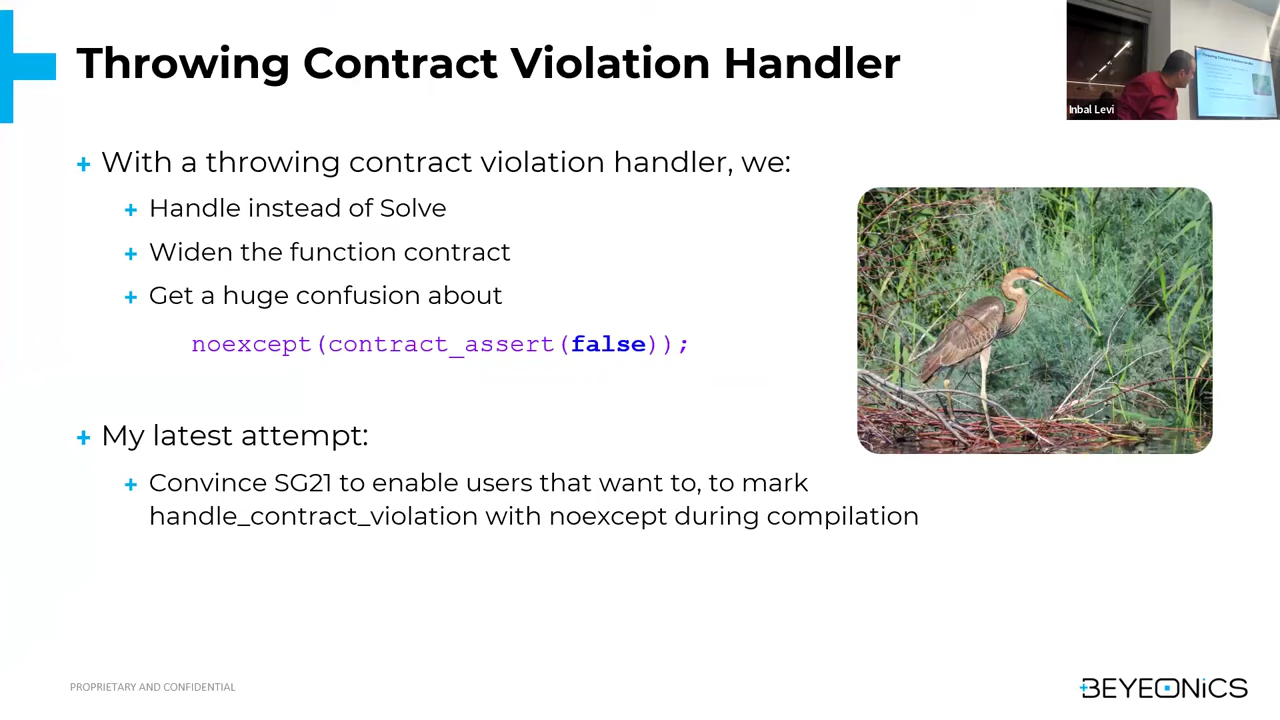 Throwing Contract Violation Handler
Inbal Levi
With a throwing contract violation handler, we:
Handle instead of Solve
Widen the function contract
Get a huge confusion about
noexcept(contract_assert(false));
My latest attempt:
Convince SG21 to enable users that want to, to mark
handle_contract_violation with noexcept during compilation
PROPRIETARY AND CONFIDENTIAL
BEYEONiCS